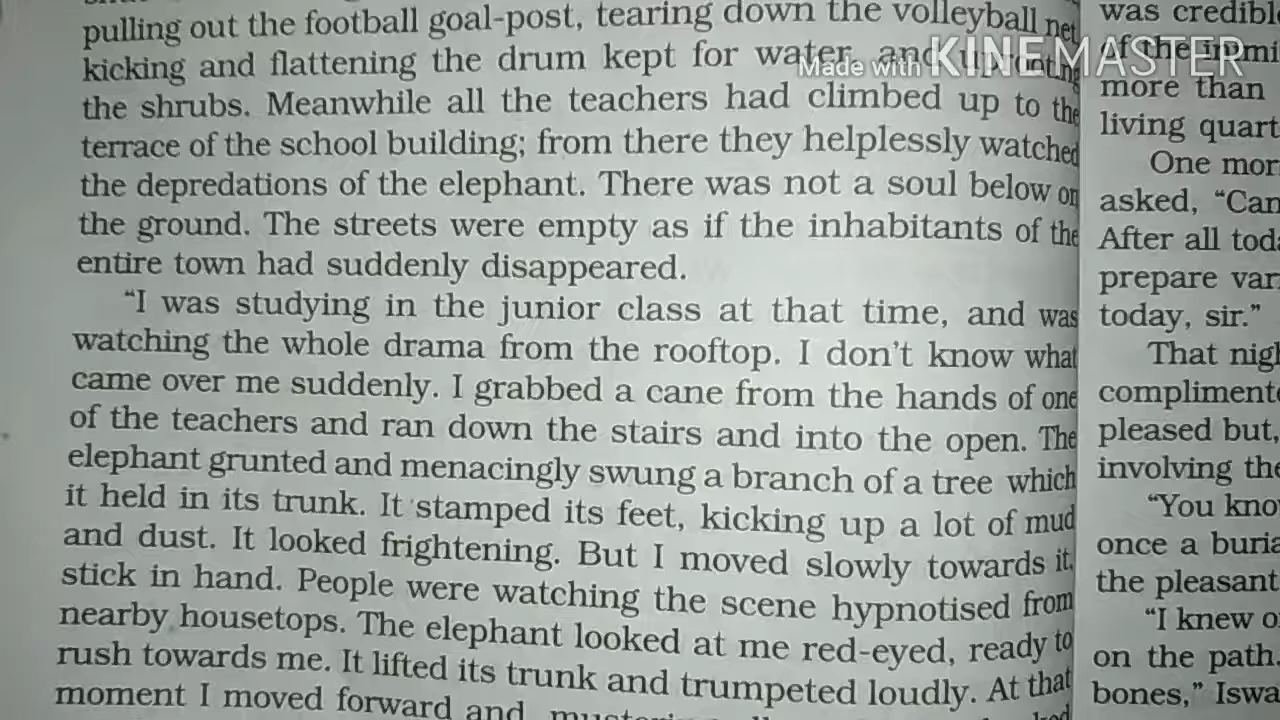 pulling out the football goal-post, tearing down the volleyball net
kicking and flattening the drum kept for water, and uprooting
the shrubs. Meanwhile all the teachers had climbed up to the
terrace of the school building; from there they helplessly watched
the depredations of the elephant. There was not a soul below on
the ground. The streets were empty as if the inhabitants of the
entire town had suddenly disappeared.
“I was studying in the junior class at that time, and was
watching the whole drama from the rooftop. I don’t know what
came over me suddenly. I grabbed a cane from the hands of one
of the teachers and ran down the stairs and into the open. The
elephant grunted and menacingly swung a branch of a tree which
it held in its trunk. It stamped its feet, kicking up a lot of mud
and dust. It looked frightening. But I moved slowly towards it,
stick in hand. People were watching the scene hypnotised from
nearby housetops. The elephant looked at me red-eyed, ready to
rush towards me. It lifted its trunk and trumpeted loudly. At that
moment I moved forward and,
was
of the
more than
living
One
asked, “Can
After all
prepare
today, sir.”
That
pleased but,
involving
“You
once a
the pleasant
“I knew
on the path.
bones,”
Made with KINEMASTER